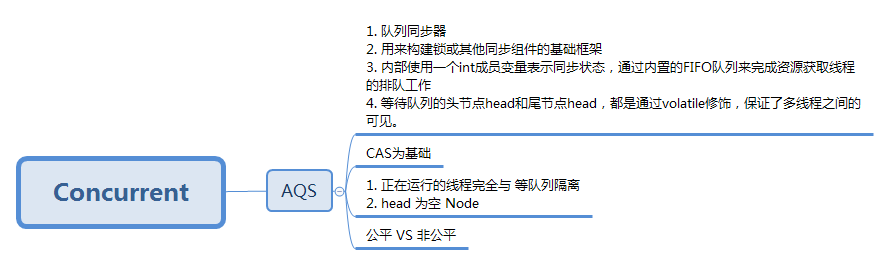 Concurrent
AQS
1. 队列同步器
2. 用来构建锁或其他同步组件的基础框架
3. 内部使用一个int成员变量表示同步状态，通过内置的FIFO队列来完成资源获取线程
的排队工作
4. 等待队列的头节点head和尾节点head，都是通过volatile修饰，保证了多线程之间的
可见。
CAS为基础
1. 正在运行的线程完全与 等队列隔离
2. head 为空 Node
公平 VS 非公平